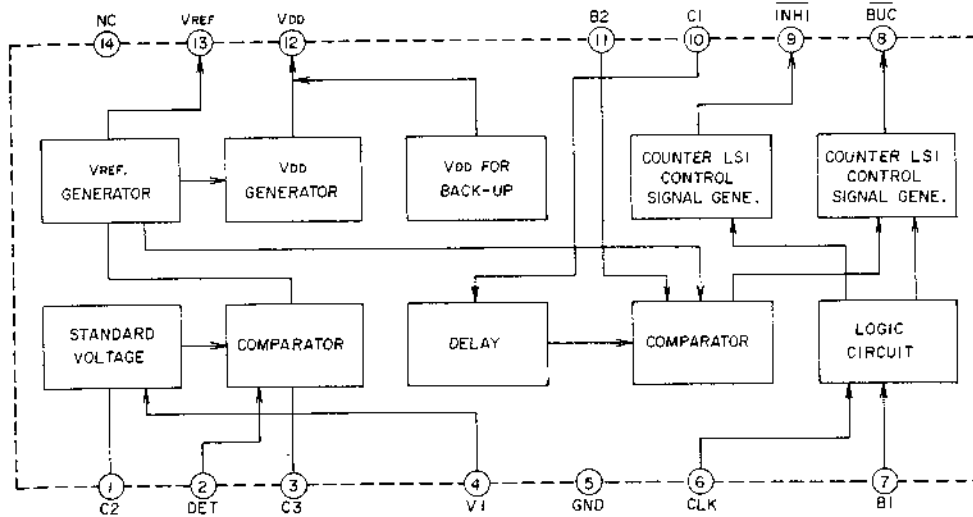 NC VREF VDD B2 C1 INH1 BUC
14 13 12 11 10 9 8
VREF. GENERATOR
VDD GENERATOR
VDD FOR BACK-UP
COUNTER LSI CONTROL SIGNAL GENE.
COUNTER LSI CONTROL SIGNAL GENE.
STANDARD VOLTAGE
COMPARATOR
DELAY
COMPARATOR
LOGIC CIRCUIT
1 2 3 4 5 6 7
C2 DET C3 V1 GND CLK B1